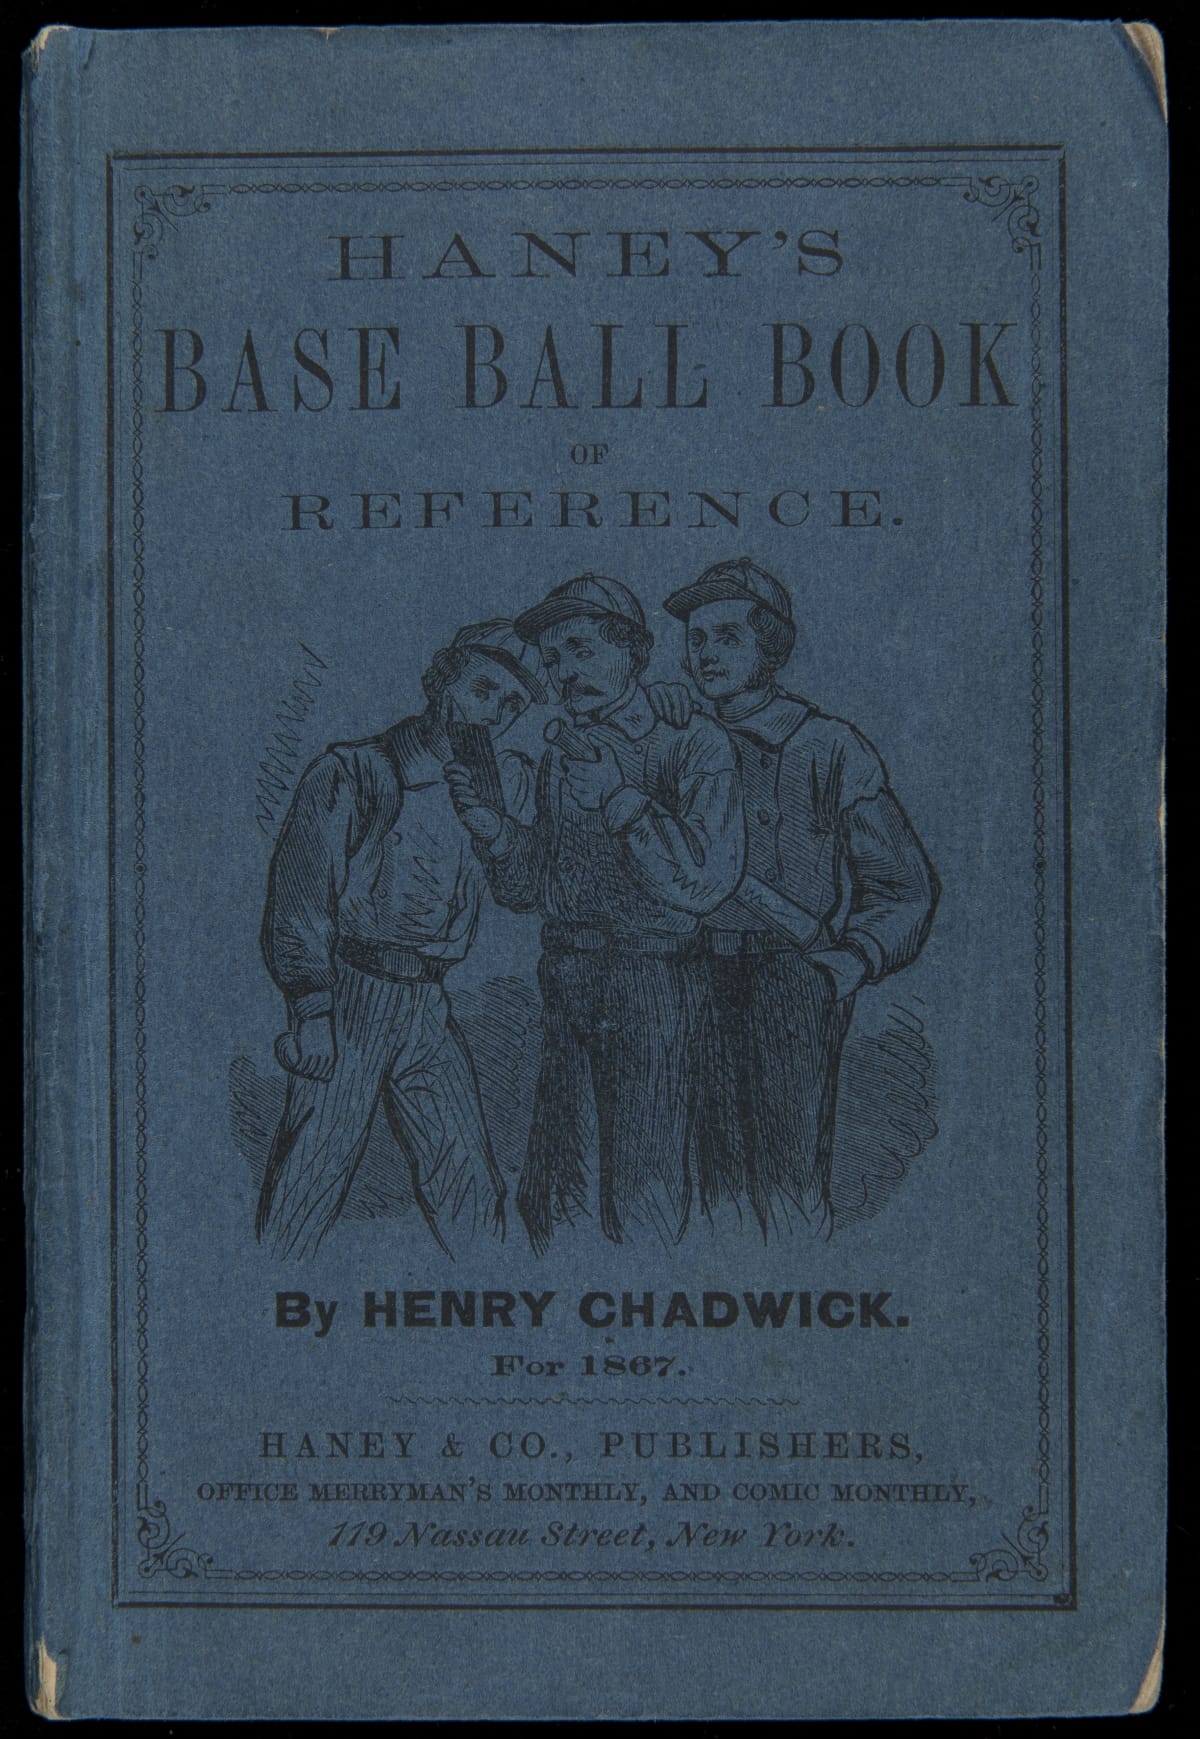 HANEY'S
BASE BALL BOOK
OF
REFERENCE.
By HENRY CHADWICK.
For 1867.
HANEY & CO., PUBLISHERS,
OFFICE MERRYMAN'S MONTHLY, AND COMIC MONTHLY,
119 Nassau Street, New York.